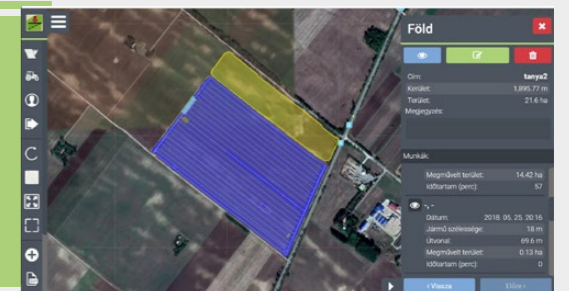 Föld
Cím: tanya2
Kerület: 1,895.77 m
Terület: 21.6 ha
Megjegyzés:
Munkák:
Megművelt terület: 14.42 ha
Időtartam (perc): 57
-, -
Dátum: 2018. 05. 25. 20:16
Jármű szélessége: 18 m
Útvonal: 69.6 m
Megművelt terület: 0.13 ha
Időtartam (perc): 0
‹ Vissza
Előre ›